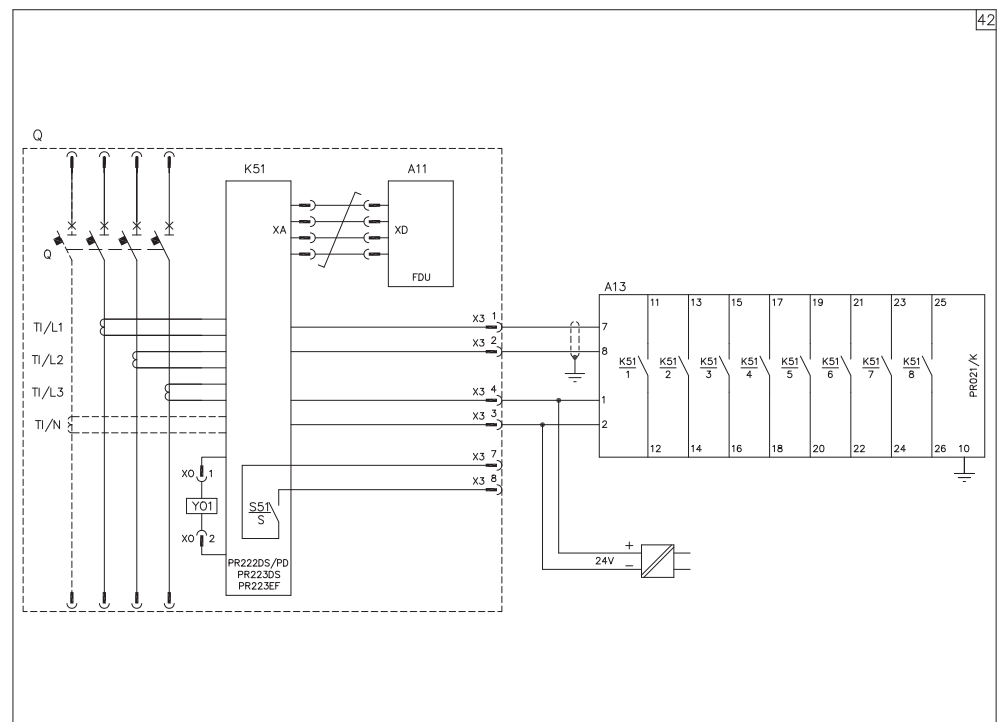 42
Q
K51
A11
XA
XD
FDU
Q
A13
11 13 15 17 19 21 23 25
X3 1
7
TI/L1
X3 2
8
TI/L2
K51 K51 K51 K51 K51 K51 K51 K51
1 2 3 4 5 6 7 8
PR021/K
TI/L3
X3 4
1
X3 3
2
TI/N
12 14 16 18 20 22 24 26 10
X3 7
X0 1
X3 8
Y01
S51
S
X0 2
+
24V
−
PR222DS/PD
PR223DS
PR223EF